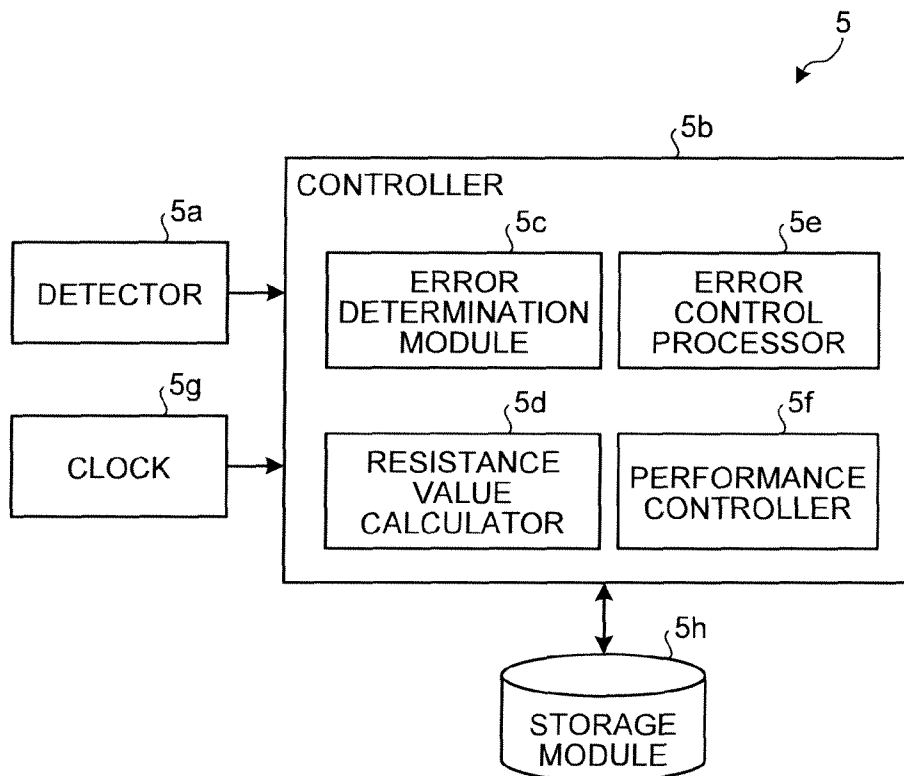 5
5b
CONTROLLER
5a
DETECTOR
5c
ERROR
DETERMINATION
MODULE
5e
ERROR
CONTROL
PROCESSOR
5g
CLOCK
5d
RESISTANCE
VALUE
CALCULATOR
5f
PERFORMANCE
CONTROLLER
5h
STORAGE
MODULE